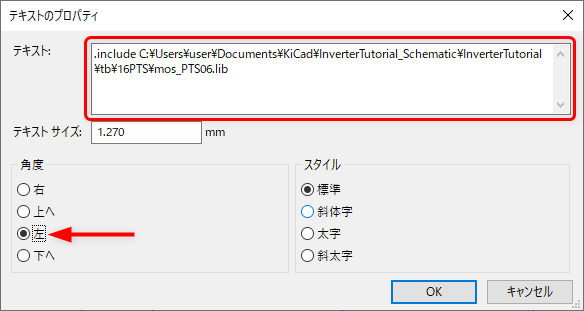 テキストのプロパティ
テキスト:
.include C:¥Users¥user¥Documents¥KiCad¥InverterTutorial_Schematic¥InverterTutorial
¥tb¥16PTS¥mos_PTS06.lib
テキスト サイズ: 1.270 mm
角度
右
上へ
左
下へ
スタイル
標準
斜体字
太字
斜太字
OK キャンセル